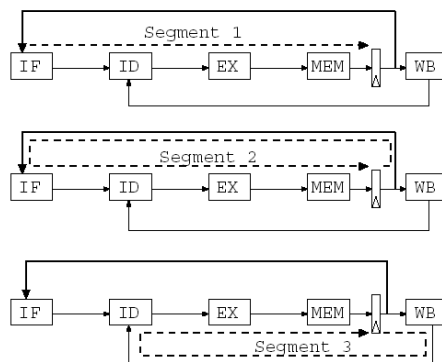 Segment 1
IF ID EX MEM WB
Segment 2
IF ID EX MEM WB
IF ID EX MEM WB
Segment 3